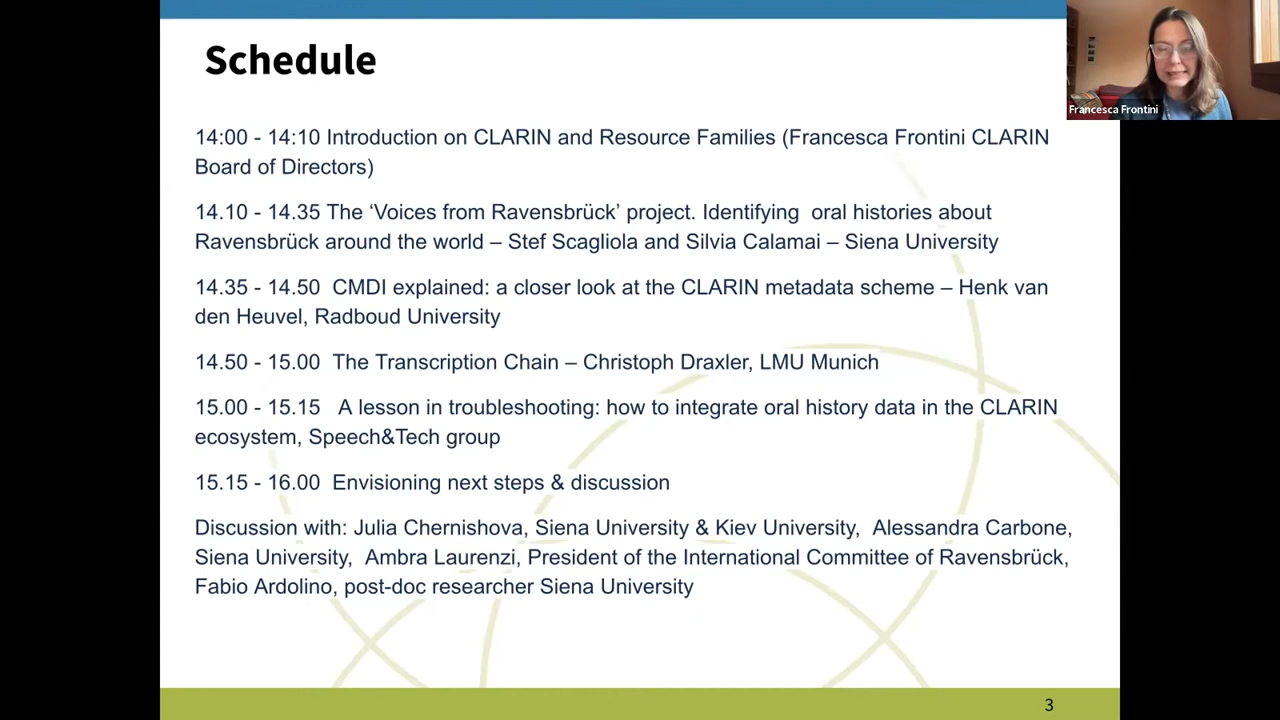 Schedule
Francesca Frontini
14:00 - 14:10 Introduction on CLARIN and Resource Families (Francesca Frontini CLARIN
Board of Directors)
14.10 - 14.35 The ‘Voices from Ravensbrück’ project. Identifying  oral histories about
Ravensbrück around the world – Stef Scagliola and Silvia Calamai – Siena University
14.35 - 14.50  CMDI explained: a closer look at the CLARIN metadata scheme – Henk van
den Heuvel, Radboud University
14.50 - 15.00  The Transcription Chain – Christoph Draxler, LMU Munich
15.00 - 15.15   A lesson in troubleshooting: how to integrate oral history data in the CLARIN
ecosystem, Speech&Tech group
15.15 - 16.00  Envisioning next steps & discussion
Discussion with: Julia Chernishova, Siena University & Kiev University,  Alessandra Carbone,
Siena University,  Ambra Laurenzi, President of the International Committee of Ravensbrück,
Fabio Ardolino, post-doc researcher Siena University
3